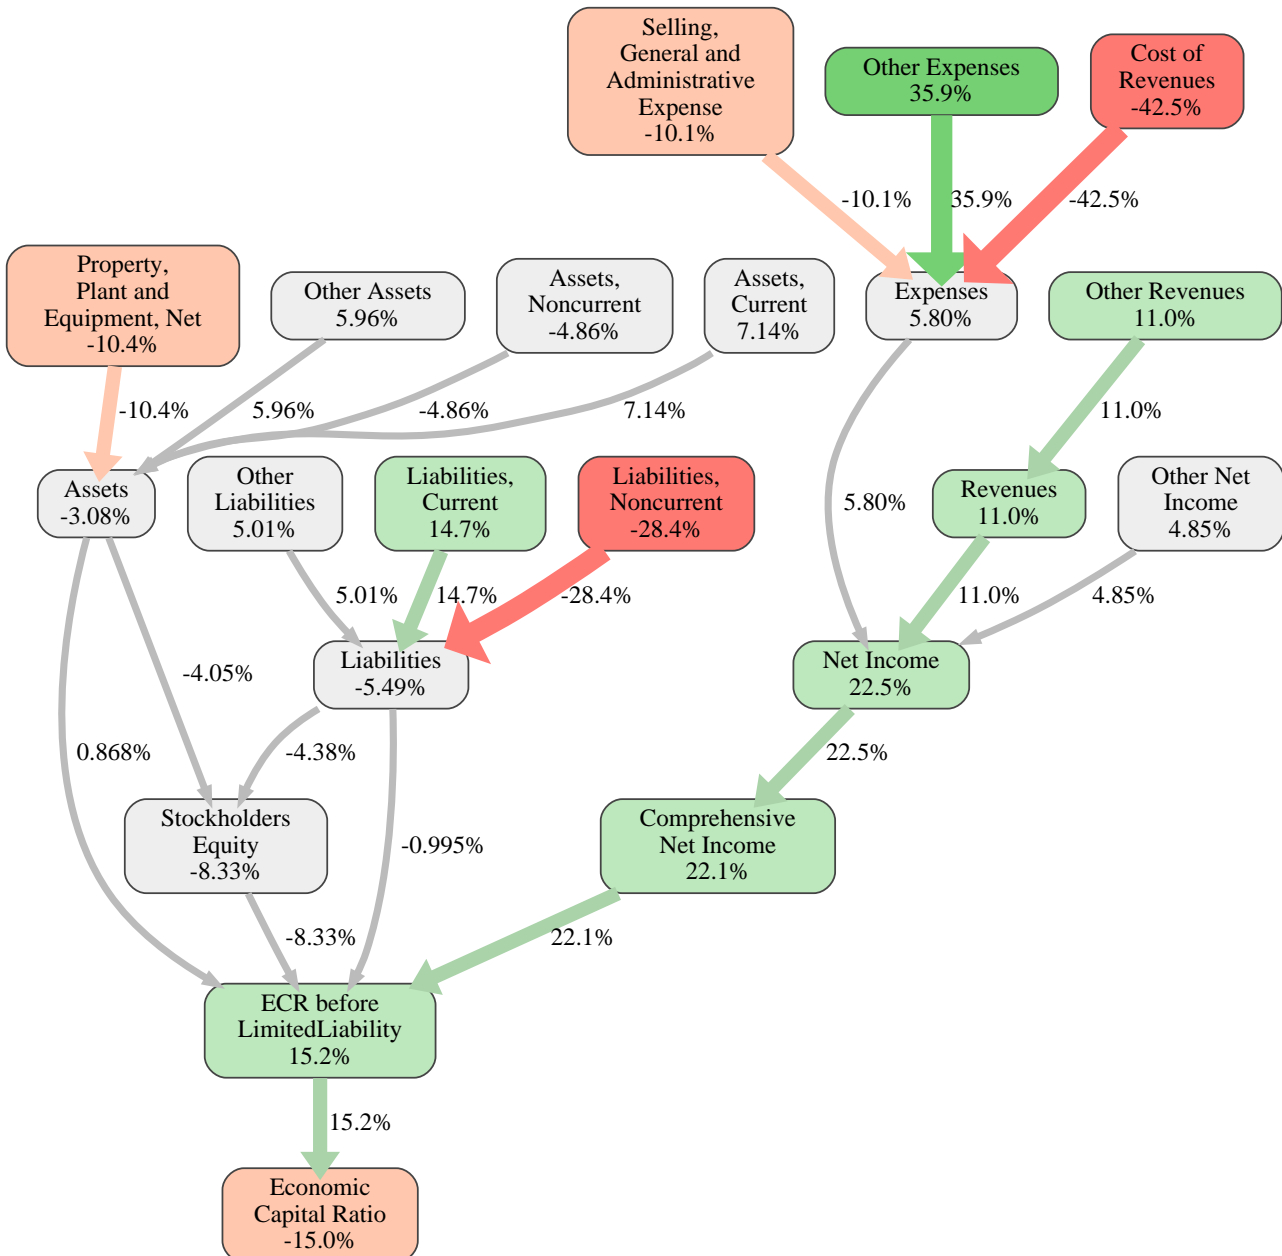 Selling,
General and
Administrative
Expense
-10.1%
Other Expenses
35.9%
Cost of
Revenues
-42.5%
-10.1%
35.9%
-42.5%
Property,
Plant and
Equipment, Net
-10.4%
Other Assets
5.96%
Assets,
Noncurrent
-4.86%
Assets,
Current
7.14%
Expenses
5.80%
Other Revenues
11.0%
-10.4%
5.96%
-4.86%
7.14%
11.0%
Assets
-3.08%
Other
Liabilities
5.01%
Liabilities,
Current
14.7%
Liabilities,
Noncurrent
-28.4%
5.80%
Revenues
11.0%
Other Net
Income
4.85%
5.01%
14.7%
-28.4%
11.0%
4.85%
-4.05%
Liabilities
-5.49%
Net Income
22.5%
0.868%
-4.38%
22.5%
Stockholders
Equity
-8.33%
-0.995%
Comprehensive
Net Income
22.1%
-8.33%
22.1%
ECR before
LimitedLiability
15.2%
15.2%
Economic
Capital Ratio
-15.0%